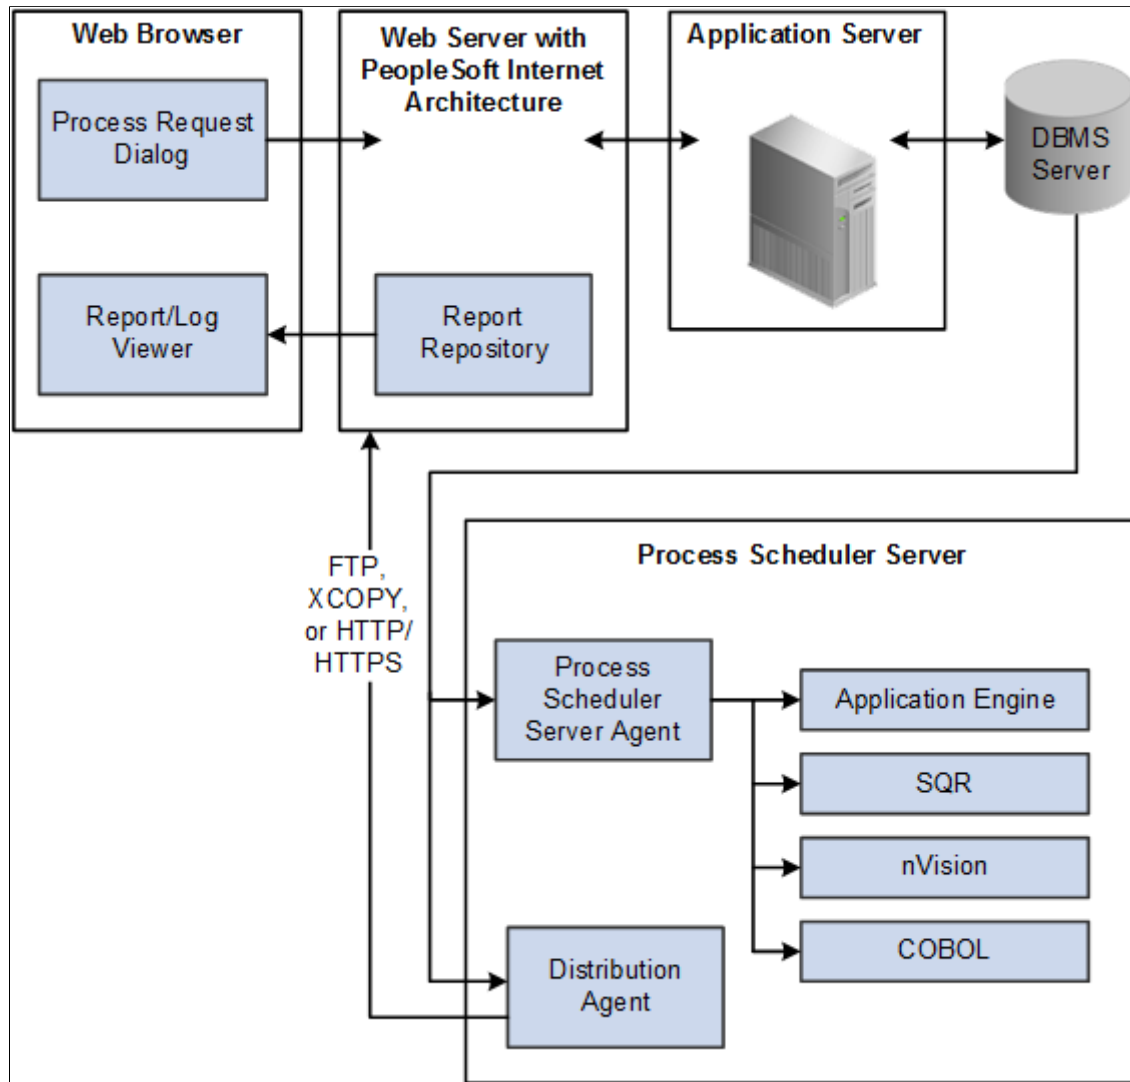 Web Browser
Process Request
Dialog
Report/Log
Viewer
Web Server with
PeopleSoft Internet
Architecture
Report
Repository
Application Server
DBMS
Server
FTP,
XCOPY,
or HTTP/
HTTPS
Process Scheduler Server
Process
Scheduler
Server Agent
Application Engine
SQR
nVision
COBOL
Distribution
Agent